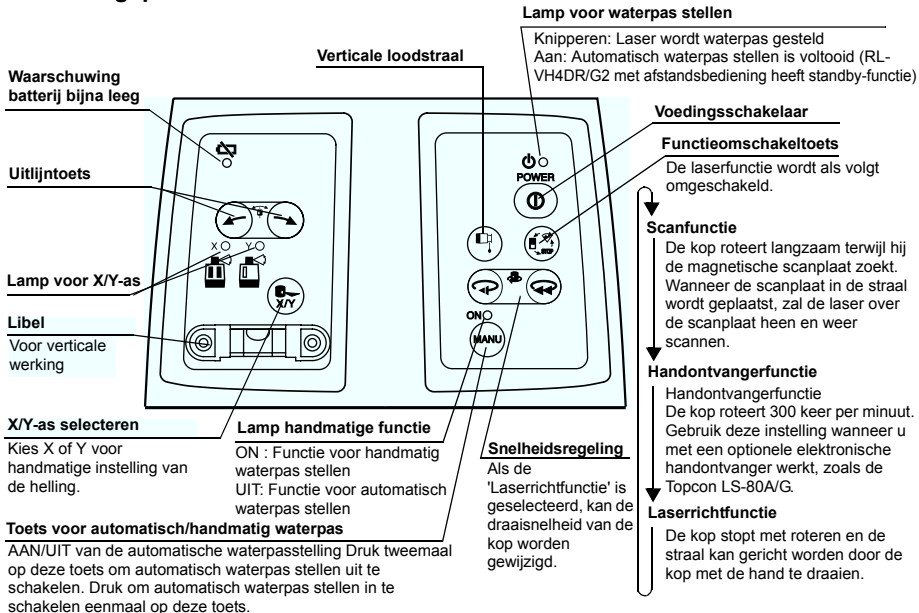 Lamp voor waterpas stellen
Knipperen: Laser wordt waterpas gesteld
Aan: Automatisch waterpas stellen is voltooid (RL-
VH4DR/G2 met afstandsbediening heeft standby-functie)
Verticale loodstraal
Waarschuwing
batterij bijna leeg
Voedingsschakelaar
Functieomschakeltoets
De laserfunctie wordt als volgt
omgeschakeld.
Uitlijntoets
POWER
STOP
Scanfunctie
De kop roteert langzaam terwijl hij
de magnetische scanplaat zoekt.
Wanneer de scanplaat in de straal
wordt geplaatst, zal de laser over
de scanplaat heen en weer
scannen.
X Y
Lamp voor X/Y-as
X/Y
Libel
Voor verticale
werking
ON
MANU
Handontvangerfunctie
Handontvangerfunctie
De kop roteert 300 keer per minuut.
Gebruik deze instelling wanneer u
met een optionele elektronische
handontvanger werkt, zoals de
Topcon LS-80A/G.
X/Y-as selecteren
Kies X of Y voor
handmatige instelling van
de helling.
Lamp handmatige functie
ON : Functie voor handmatig
waterpas stellen
UIT: Functie voor automatisch
waterpas stellen
Snelheidsregeling
Als de
'Laserrichtfunctie' is
geselecteerd, kan de
draaisnelheid van de
kop worden
gewijzigd.
Laserrichtfunctie
De kop stopt met roteren en de
straal kan gericht worden door de
kop met de hand te draaien.
Toets voor automatisch/handmatig waterpas
AAN/UIT van de automatische waterpasstelling Druk tweemaal
op deze toets om automatisch waterpas stellen uit te
schakelen. Druk om automatisch waterpas stellen in te
schakelen eenmaal op deze toets.